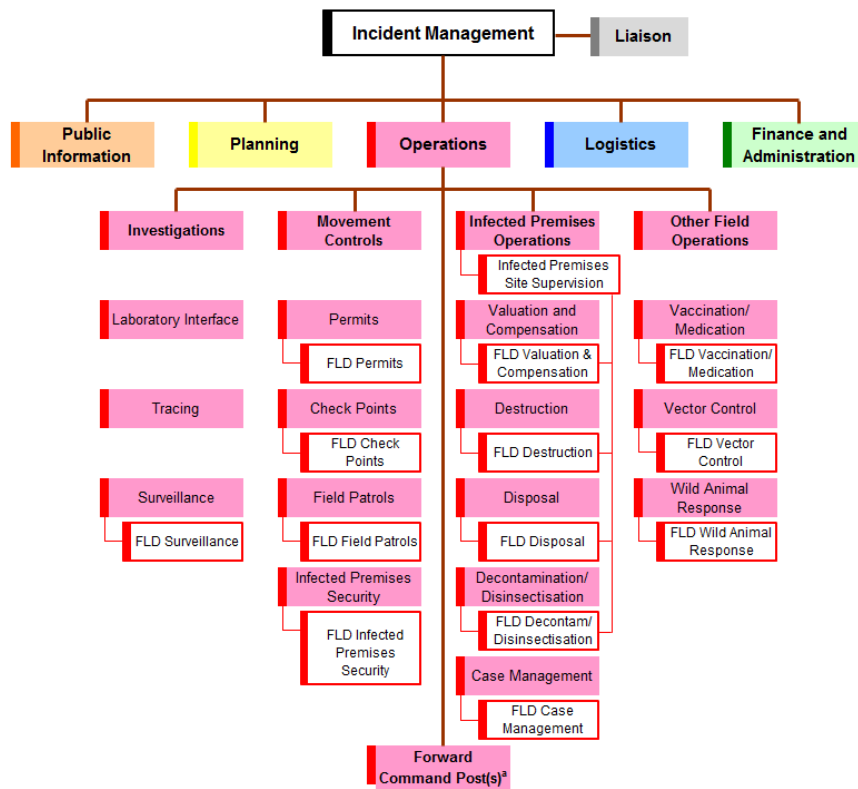 Incident Management
Liaison
Public
Information
Planning
Operations
Logistics
Finance and
Administration
Investigations
Movement
Controls
Infected Premises
Operations
Other Field
Operations
Infected Premises
Site Supervision
Laboratory Interface
Permits
Valuation and
Compensation
Vaccination/
Medication
FLD Permits
FLD Valuation &
Compensation
FLD Vaccination/
Medication
Tracing
Check Points
Destruction
Vector Control
FLD Check
Points
FLD Destruction
FLD Vector
Control
Surveillance
Field Patrols
Disposal
Wild Animal
Response
FLD Surveillance
FLD Field Patrols
FLD Disposal
FLD Wild Animal
Response
Infected Premises
Security
Decontamination/
Disinsectisation
FLD Infected
Premises
Security
FLD Decontam/
Disinsectisation
Case Management
FLD Case
Management
Forward
Command Post(s)ª